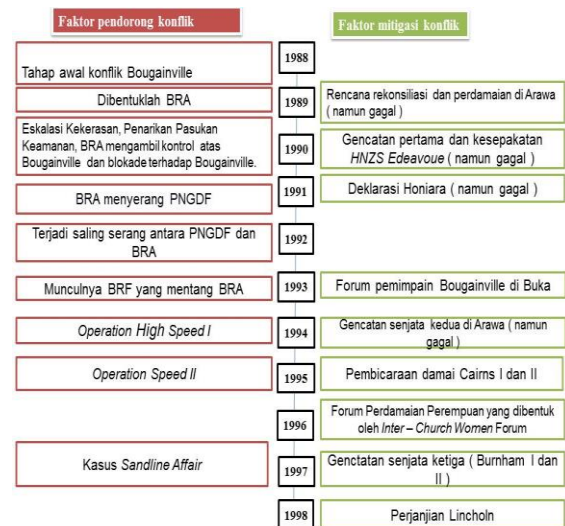 Faktor pendorong konflik
Faktor mitigasi konflik
1988
Tahap awal konflik Bougainville
1989
Dibentuklah BRA
Rencana rekonsiliasi dan perdamaian di Arawa
( namun gagal )
1990
Eskalasi Kekerasan, Penarikan Pasukan
Keamanan, BRA mengambil kontrol atas
Bougainville dan blokade terhadap Bougainville.
Gencatan pertama dan kesepakatan
HNZS Edeavoue ( namun gagal )
1991
BRA menyerang PNGDF
Deklarasi Honiara ( namun gagal )
1992
Terjadi saling serang antara PNGDF dan
BRA
1993
Munculnya BRF yang mentang BRA
Forum pemimpain Bougainville di Buka
1994
Operation High Speed I
Gencatan senjata kedua di Arawa ( namun
gagal )
1995
Operation Speed II
Pembicaraan damai Cairns I dan II
1996
Forum Perdamaian Perempuan yang dibentuk
oleh Inter – Church Women Forum
1997
Kasus Sandline Affair
Genctatan senjata ketiga ( Burnham I dan
II )
1998
Perjanjian Lincholn